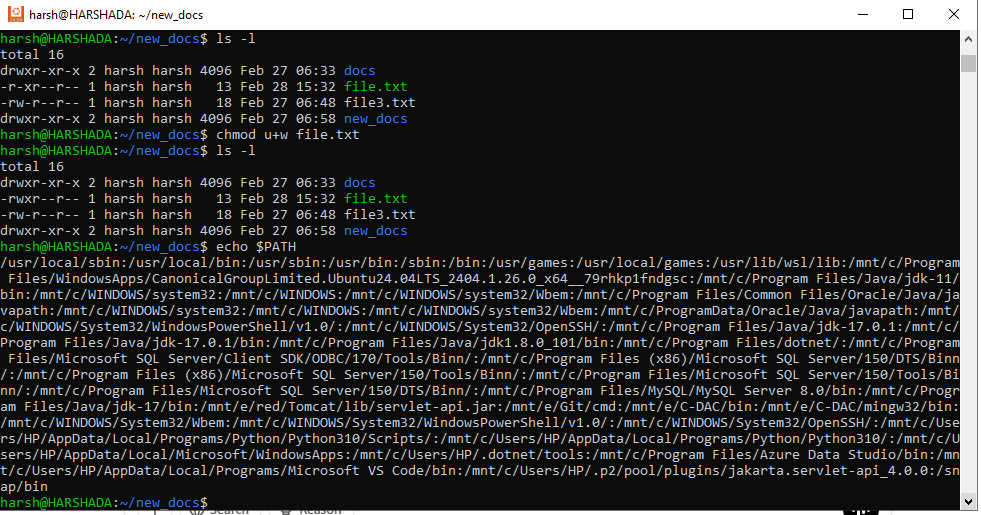 harsh@HARSHADA: ~/new_docs
harsh@HARSHADA:~/new_docs$ ls -l
total 16
drwxr-xr-x 2 harsh harsh 4096 Feb 27 06:33 docs
-r-xr--r-- 1 harsh harsh   13 Feb 28 15:32 file.txt
-rw-r--r-- 1 harsh harsh   18 Feb 27 06:48 file3.txt
drwxr-xr-x 2 harsh harsh 4096 Feb 27 06:58 new_docs
harsh@HARSHADA:~/new_docs$ chmod u+w file.txt
harsh@HARSHADA:~/new_docs$ ls -l
total 16
drwxr-xr-x 2 harsh harsh 4096 Feb 27 06:33 docs
-rwxr--r-- 1 harsh harsh   13 Feb 28 15:32 file.txt
-rw-r--r-- 1 harsh harsh   18 Feb 27 06:48 file3.txt
drwxr-xr-x 2 harsh harsh 4096 Feb 27 06:58 new_docs
harsh@HARSHADA:~/new_docs$ echo $PATH
/usr/local/sbin:/usr/local/bin:/usr/sbin:/usr/bin:/sbin:/bin:/usr/games:/usr/local/games:/usr/lib/wsl/lib:/mnt/c/Program
 Files/WindowsApps/CanonicalGroupLimited.Ubuntu24.04LTS_2404.1.26.0_x64__79rhkp1fndgsc:/mnt/c/Program Files/Java/jdk-11/
bin:/mnt/c/WINDOWS/system32:/mnt/c/WINDOWS:/mnt/c/WINDOWS/system32/Wbem:/mnt/c/Program Files/Common Files/Oracle/Java/ja
vapath:/mnt/c/WINDOWS/system32:/mnt/c/WINDOWS:/mnt/c/WINDOWS/system32/Wbem:/mnt/c/ProgramData/Oracle/Java/javapath:/mnt/
c/WINDOWS/System32/WindowsPowerShell/v1.0/:/mnt/c/WINDOWS/System32/OpenSSH/:/mnt/c/Program Files/Java/jdk-17.0.1:/mnt/c/
Program Files/Java/jdk-17.0.1/bin:/mnt/c/Program Files/Java/jdk1.8.0_101/bin:/mnt/c/Program Files/dotnet/:/mnt/c/Program
 Files/Microsoft SQL Server/Client SDK/ODBC/170/Tools/Binn/:/mnt/c/Program Files (x86)/Microsoft SQL Server/150/DTS/Binn
/:/mnt/c/Program Files (x86)/Microsoft SQL Server/150/Tools/Binn/:/mnt/c/Program Files/Microsoft SQL Server/150/Tools/Bi
nn/:/mnt/c/Program Files/Microsoft SQL Server/150/DTS/Binn/:/mnt/c/Program Files/MySQL/MySQL Server 8.0/bin:/mnt/c/Progr
am Files/Java/jdk-17/bin:/mnt/e/red/Tomcat/lib/servlet-api.jar:/mnt/e/Git/cmd:/mnt/e/C-DAC/bin:/mnt/e/C-DAC/mingw32/bin:
/mnt/c/WINDOWS/System32/Wbem:/mnt/c/WINDOWS/System32/WindowsPowerShell/v1.0/:/mnt/c/WINDOWS/System32/OpenSSH/:/mnt/c/Use
rs/HP/AppData/Local/Programs/Python/Python310/Scripts/:/mnt/c/Users/HP/AppData/Local/Programs/Python/Python310/:/mnt/c/U
sers/HP/AppData/Local/Microsoft/WindowsApps:/mnt/c/Users/HP/.dotnet/tools:/mnt/c/Program Files/Azure Data Studio/bin:/mn
t/c/Users/HP/AppData/Local/Programs/Microsoft VS Code/bin:/mnt/c/Users/HP/.p2/pool/plugins/jakarta.servlet-api_4.0.0:/sn
ap/bin
harsh@HARSHADA:~/new_docs$